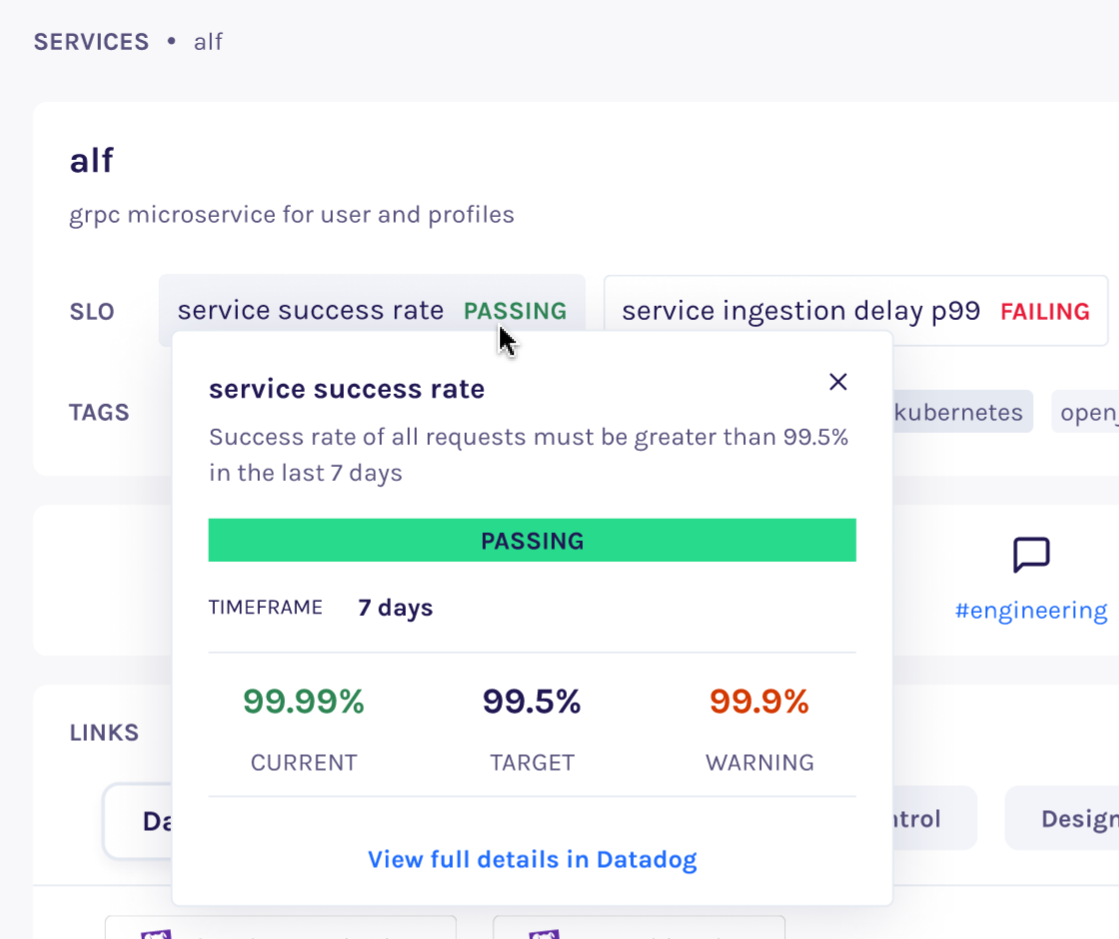 SERVICES • alf
alf
grpc microservice for user and profiles
SLO service success rate PASSING service ingestion delay p99 FAILING
TAGS kubernetes open_
service success rate
Success rate of all requests must be greater than 99.5%
in the last 7 days
PASSING
TIMEFRAME 7 days
#engineering
99.99% 99.5% 99.9%
CURRENT TARGET WARNING
LINKS
Da ntrol Design
View full details in Datadog